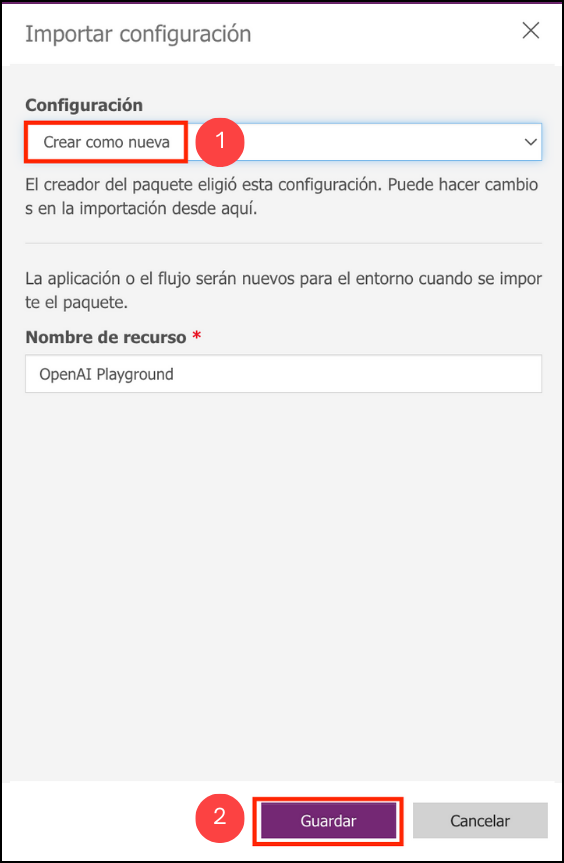 Importar configuración
Configuración
Crear como nueva
1
El creador del paquete eligió esta configuración. Puede hacer cambio
s en la importación desde aquí.
La aplicación o el flujo serán nuevos para el entorno cuando se impor
te el paquete.
Nombre de recurso *
OpenAI Playground
2
Guardar
Cancelar